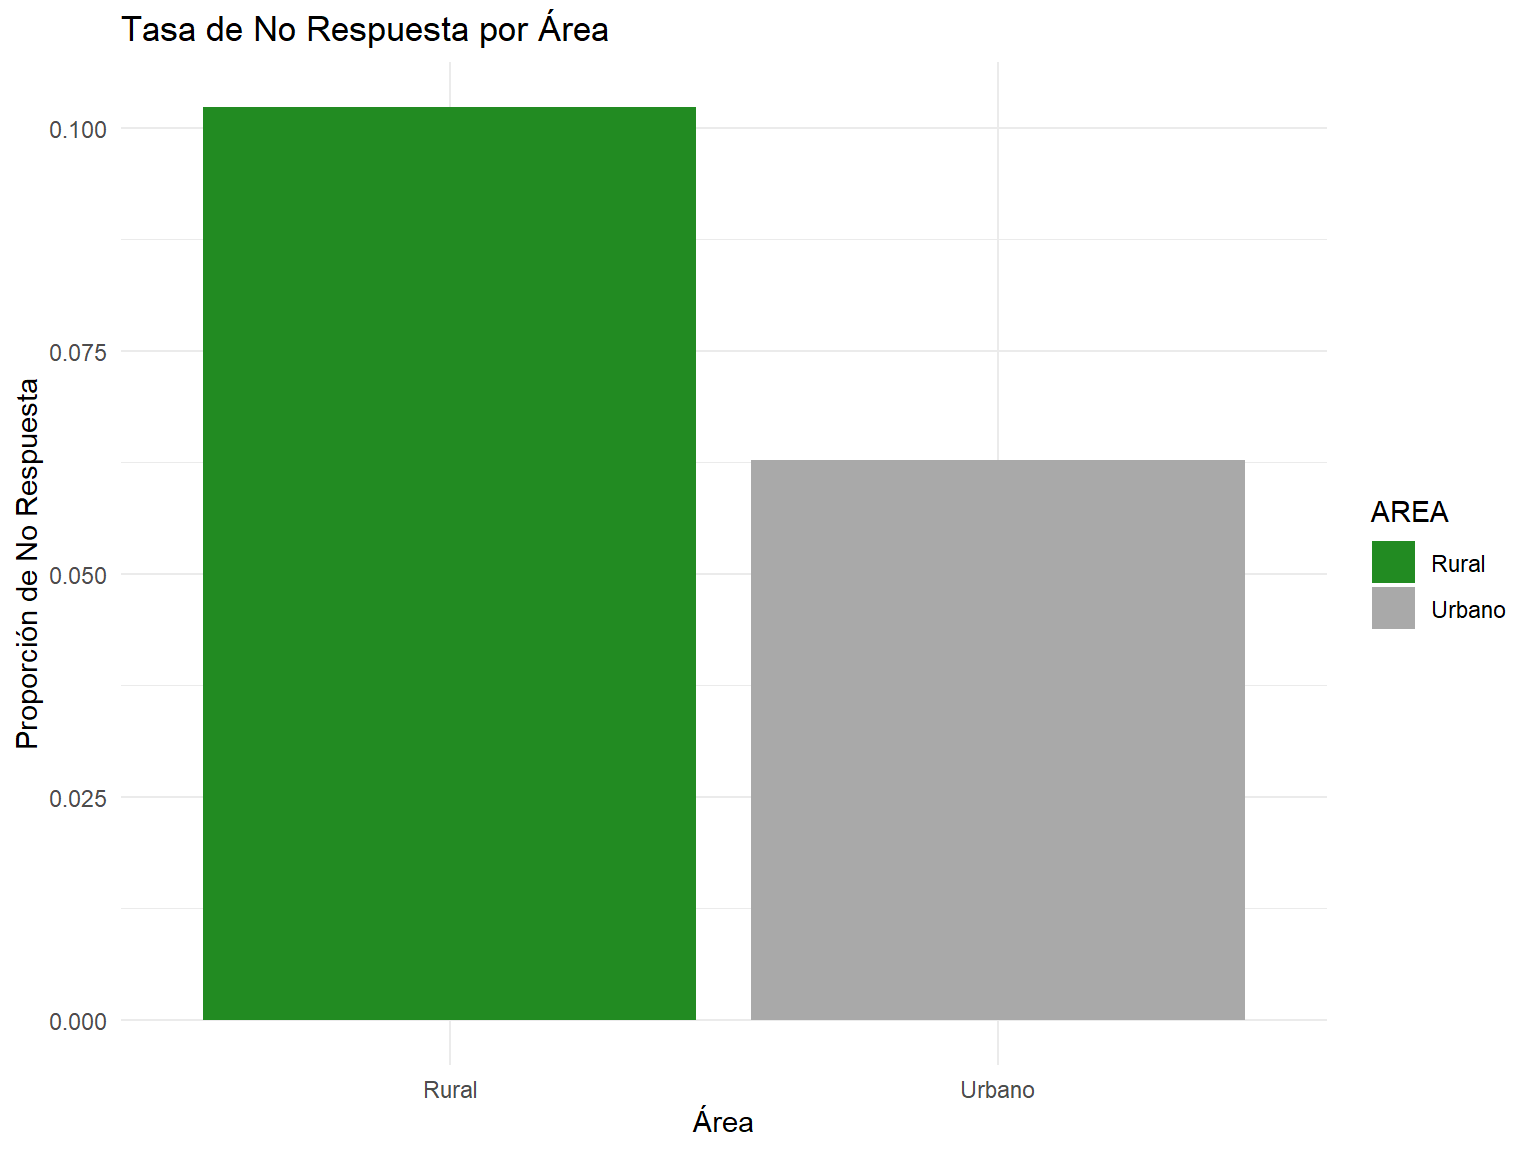 Tasa de No Respuesta por Área
Proporción de No Respuesta
0.100
0.075
0.050
0.025
0.000
Rural
Urbano
Área
AREA
Rural
Urbano